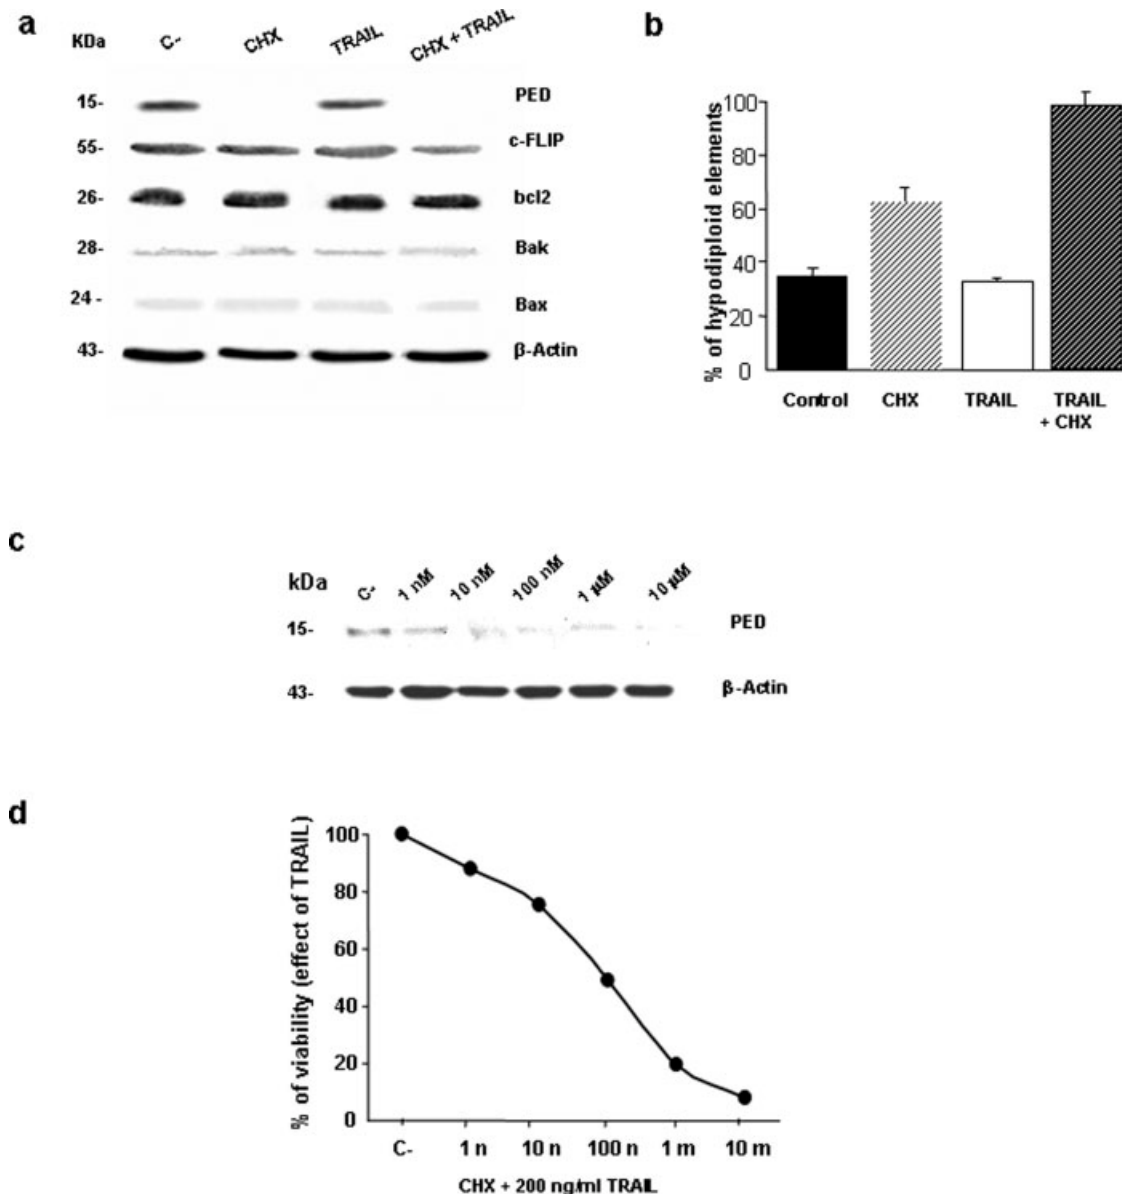 a
KDa C- CHX TRAIL CHX + TRAIL
15- PED
55- c-FLIP
26- bcl2
28- Bak
24 - Bax
43- β-Actin
b
% of hypodiploid elements
100
80
60
40
20
0
Control CHX TRAIL TRAIL
+ CHX
c
kDa C- 1 nM 10 nM 100 nM 1 µM 10 µM
15- PED
43- β-Actin
d
% of viability (effect of TRAIL)
100
80
60
40
20
0
C- 1 n 10 n 100 n 1 m 10 m
CHX + 200 ng/ml TRAIL